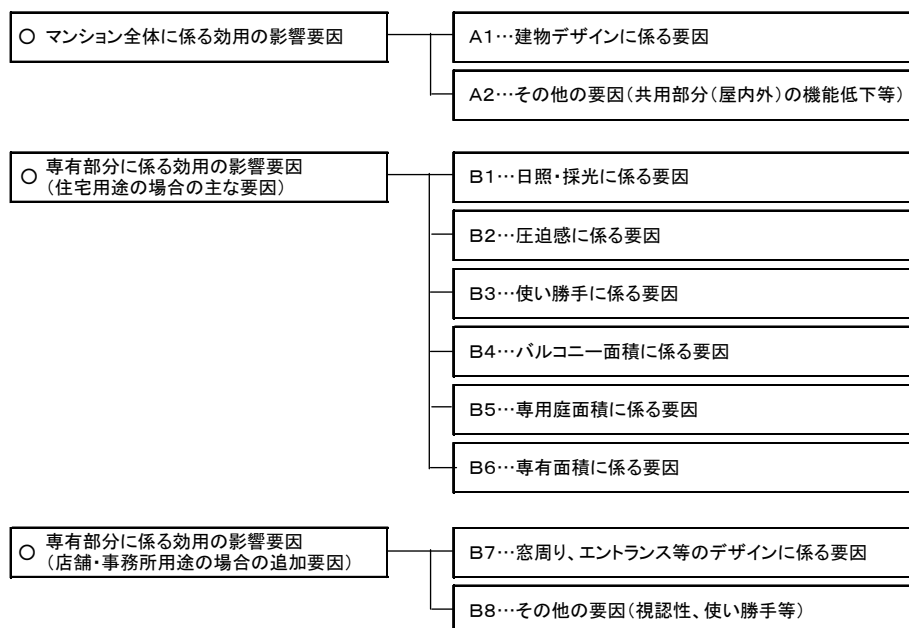 ○ マンション全体に係る効用の影響要因
A1…建物デザインに係る要因
A2…その他の要因(共用部分(屋内外)の機能低下等)
○ 専有部分に係る効用の影響要因
(住宅用途の場合の主な要因)
B1…日照・採光に係る要因
B2…圧迫感に係る要因
B3…使い勝手に係る要因
B4…バルコニー面積に係る要因
B5…専用庭面積に係る要因
B6…専有面積に係る要因
○ 専有部分に係る効用の影響要因
(店舗・事務所用途の場合の追加要因)
B7…窓周り、エントランス等のデザインに係る要因
B8…その他の要因(視認性、使い勝手等)